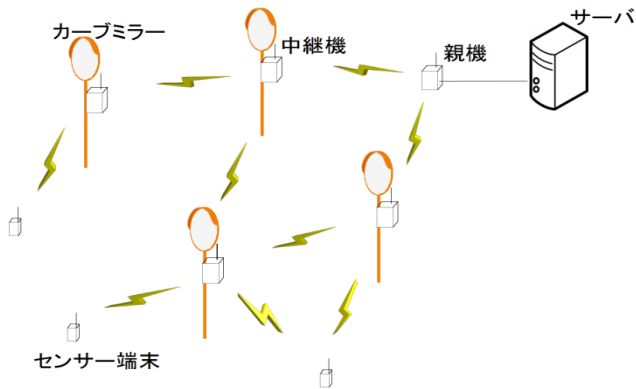 サーバ
カーブミラー
中継機
親機
センサー端末